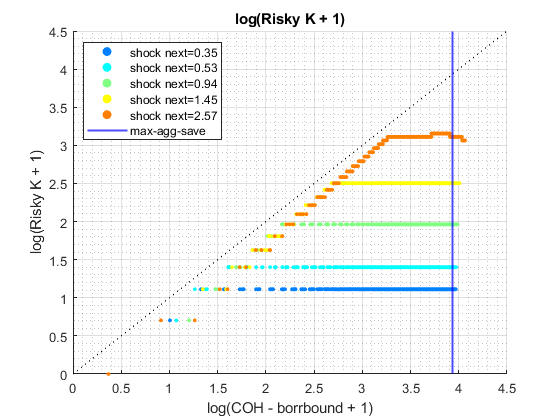 log(Risky K + 1)
shock next=0.35
shock next=0.53
shock next=0.94
shock next=1.45
shock next=2.57
max-agg-save
log(Risky K + 1)
4.5
4
3.5
3
2.5
2
1.5
1
0.5
0
0 0.5 1 1.5 2 2.5 3 3.5 4 4.5
log(COH - borrbound + 1)